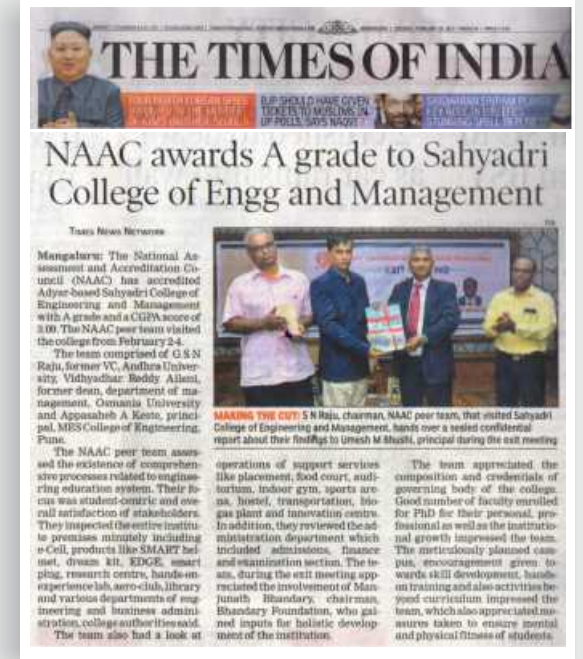 THE TIMES OF INDIA
BJP SHOULD HAVE GIVEN
TICKETS TO MUSLIMS IN
UP POLLS, SAYS NAQVI
NAAC awards A grade to Sahyadri
College of Engg and Management
TIMES NEWS NETWORK
Mangaluru: The National As-
sessment and Accreditation Co-
uncil (NAAC) has accredited
Adyar-based Sahyadri College of
Engineering and Management
with A grade and a CGPA score of
3.00. The NAAC peer team visited
the college from February 2-4.
The team comprised of G S N
Raju, former VC, Andhra Univer-
sity, Vidhyadhar Reddy Aileni,
former dean, department of ma-
nagement, Osmania University
and Appasaheb A Keste, princi-
pal, MES College of Engineering,
Pune.
The NAAC peer team asses-
sed the existence of comprehen-
sive processes related to enginee-
ring education system. Their fo-
cus was student-centric and ove-
rall satisfaction of stakeholders.
They inspected the entire institu-
te premises minutely including
e-Cell, products like SMART hel-
met, dream kit, EDGE, smart
ping, research centre, hands-on-
experience lab, aero-club, library
and various departments of eng-
ineering and business admini-
stration, college authorities said.
The team also had a look at
MAKING THE CUT: S N Raju, chairman, NAAC peer team, that visited Sahyadri
College of Engineering and Management, hands over a sealed confidential
report about their findings to Umesh M Bhushi, principal during the exit meeting
operations of support services
like placement, food court, audi-
torium, indoor gym, sports are-
na, hostel, transportation, bio-
gas plant and innovation centre.
In addition, they reviewed the ad-
ministration department which
included admissions, finance
and examination section. The te-
am, during the exit meeting app-
reciated the involvement of Man-
junath Bhandary, chairman,
Bhandary Foundation, who gai-
ned inputs for holistic develop-
ment of the institution.
The team appreciated the
composition and credentials of
governing body of the college.
Good number of faculty enrolled
for PhD for their personal, pro-
fessional as well as the institutio-
nal growth impressed the team.
The meticulously planned cam-
pus, encouragement given to-
wards skill development, hands-
on training and also activities be-
yond curriculum impressed the
team, which also appreciated me-
asures taken to ensure mental
and physical fitness of students.